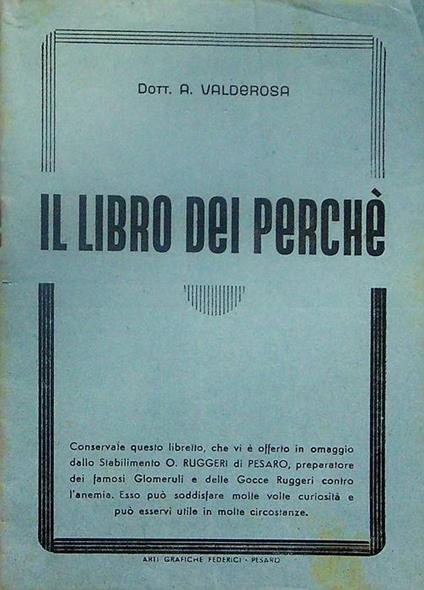 Dott. A. Valderosa
IL LIBRO DEI PERCHÈ
Conservate questo libretto, che vi è offerto in omaggio
dallo Stabilimento O. RUGGERI di PESARO, preparatore
dei famosi Glomeruli e delle Gocce Ruggeri contro
l'anemia. Esso può soddisfare molte volte curiosità e
può esservi utile in molte circostanze.
ARTI GRAFICHE FEDERICI - PESARO